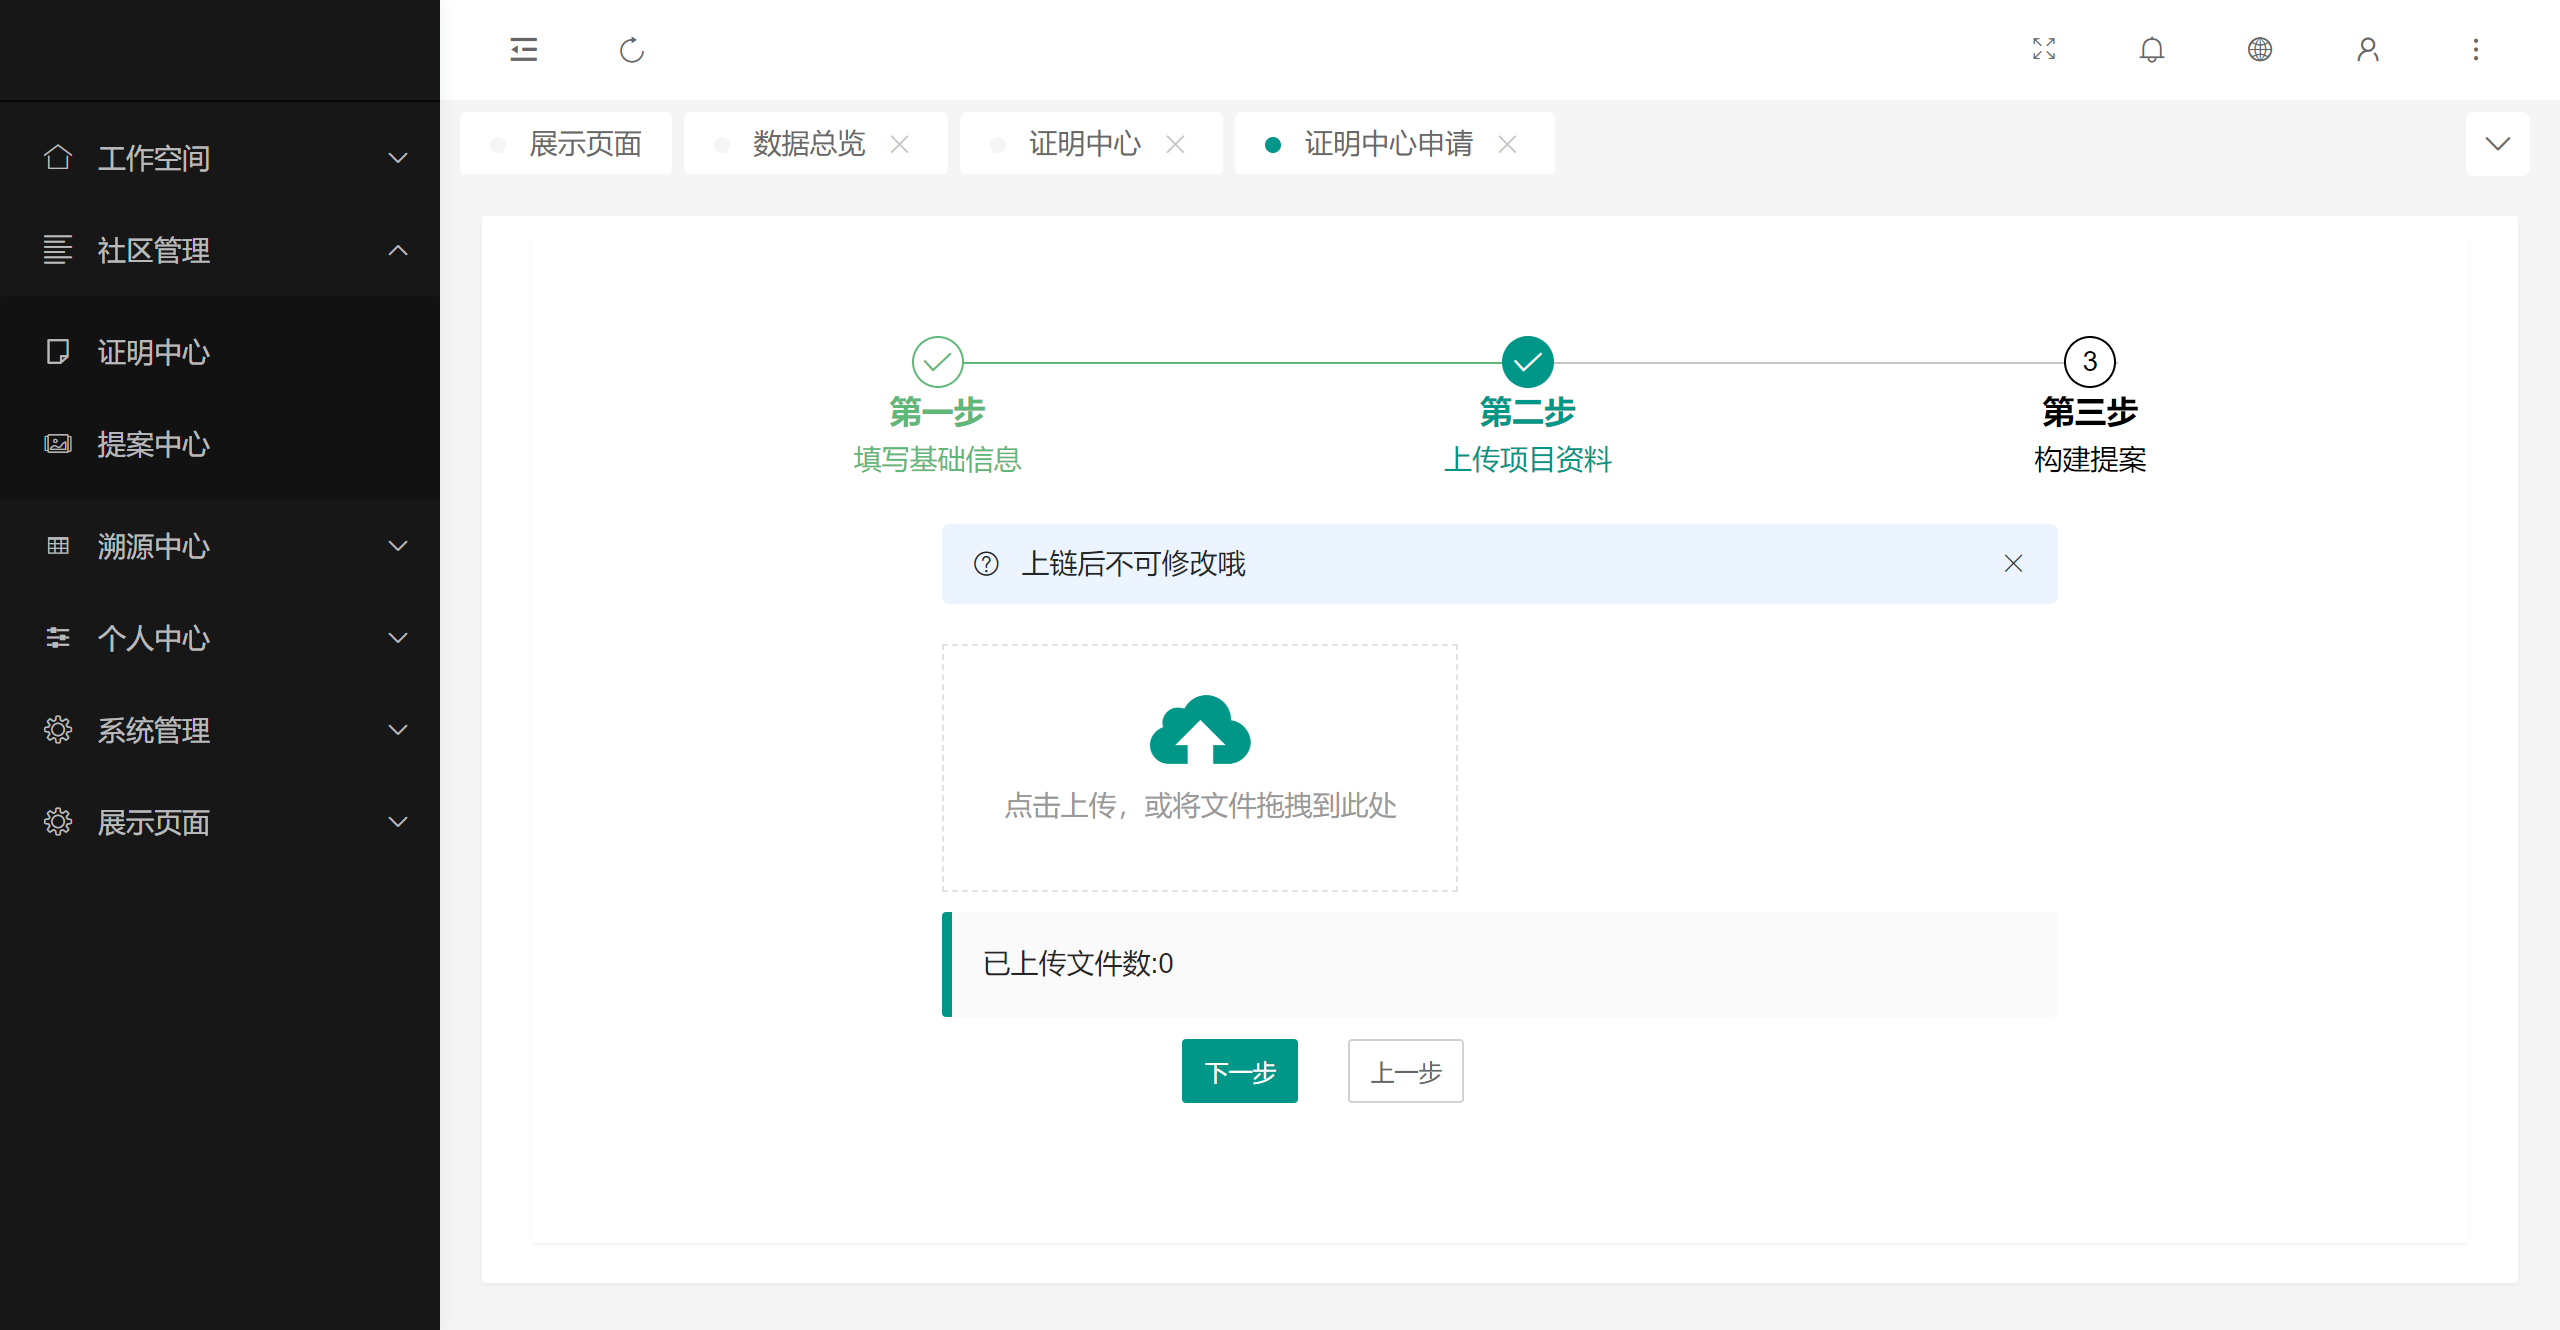 工作空间
社区管理
证明中心
提案中心
溯源中心
个人中心
系统管理
展示页面
展示页面 数据总览 证明中心 证明中心申请
3
第一步 第二步 第三步
填写基础信息 上传项目资料 构建提案
上链后不可修改哦
点击上传，或将文件拖拽到此处
已上传文件数:0
下一步 上一步